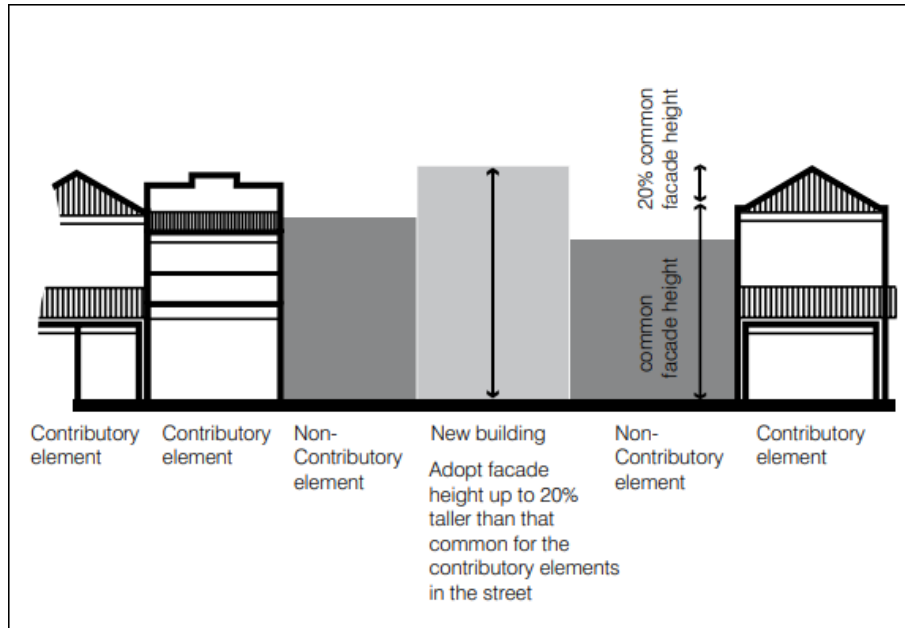 20% common
facade height
common
facade height
Contributory
element
Contributory
element
Non-
Contributory
element
New building
Adopt facade
height up to 20%
taller than that
common for the
contributory elements
in the street
Non-
Contributory
element
Contributory
element